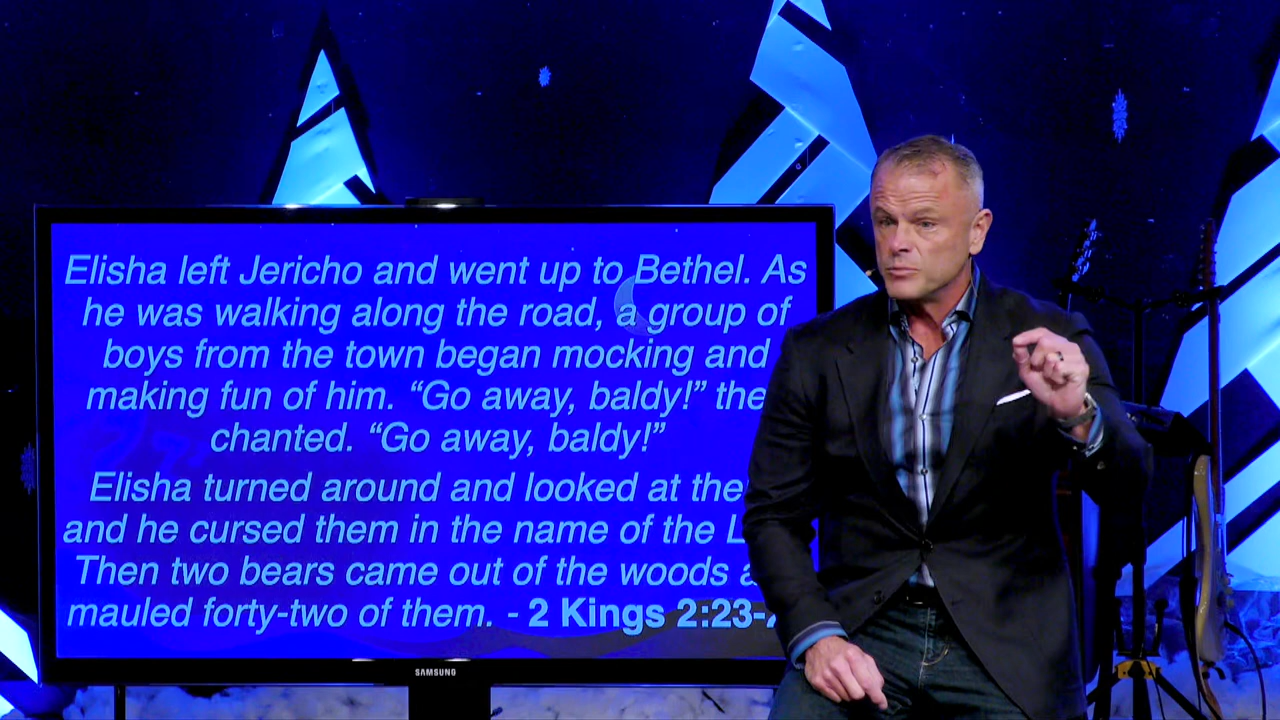 Elisha left Jericho and went up to Bethel. As
he was walking along the road, a group of
boys from the town began mocking and
making fun of him. “Go away, baldy!” the
chanted. “Go away, baldy!”
Elisha turned around and looked at the
and he cursed them in the name of the L
Then two bears came out of the woods a
mauled forty-two of them. - 2 Kings 2:23-
SAMSUNG